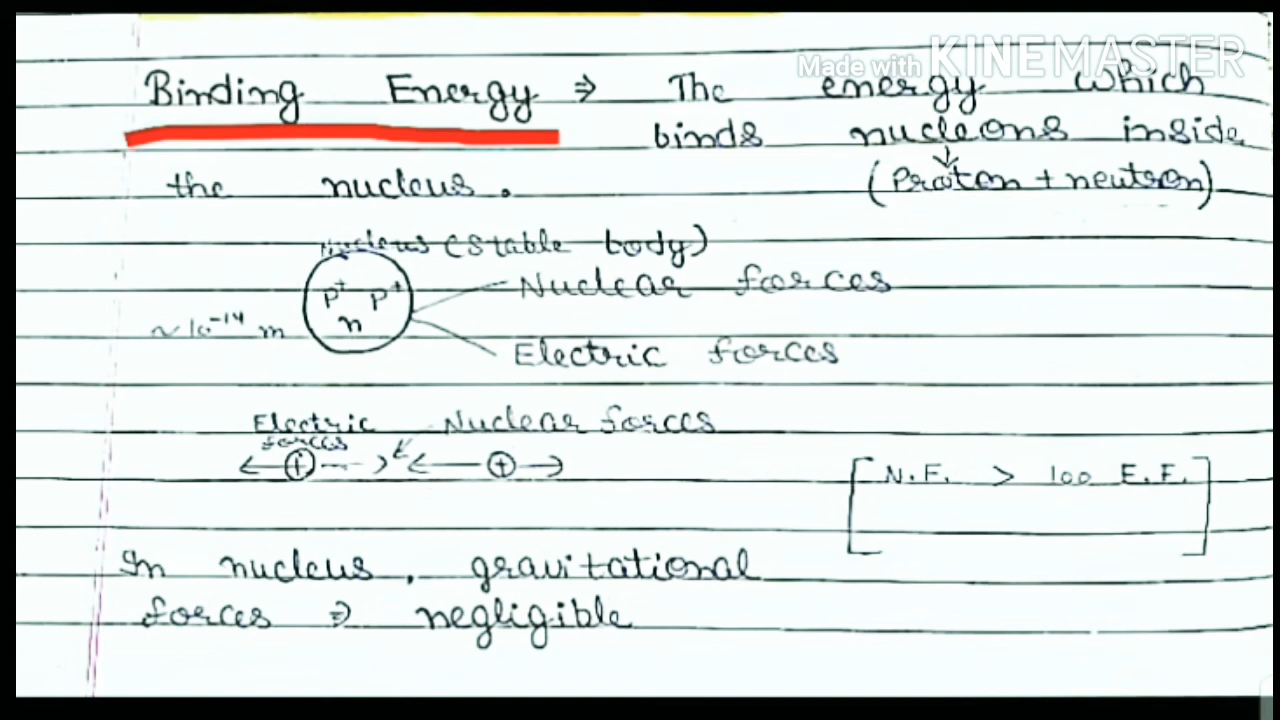 Made with KINEMASTER
Binding Energy ⇒ The energy which
binds nucleons inside
the nucleus.
(Proton + neutron)
Nucleus (stable body)
P+ P+
n
~10⁻¹⁴ m
Nuclear forces
Electric forces
Electric
forces
Nuclear forces
+ +
[N.F. > 100 E.F.]
In nucleus, gravitational
forces ⇒ negligible